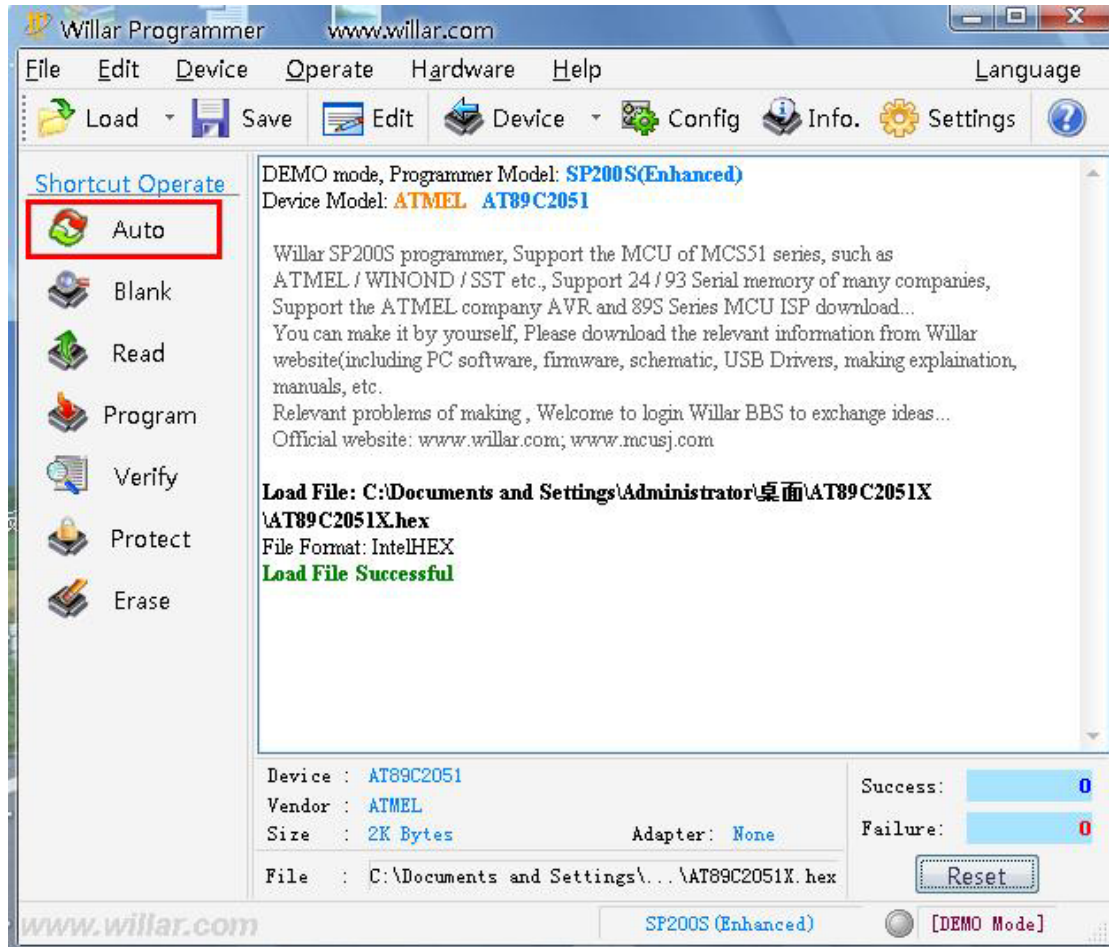 Willar Programmer www.willar.com
File Edit Device Operate Hardware Help Language
Load Save Edit Device Config Info. Settings
Shortcut Operate
Auto
Blank
Read
Program
Verify
Protect
Erase
DEMO mode, Programmer Model: SP200S(Enhanced)
Device Model: ATMEL AT89C2051
Willar SP200S programmer, Support the MCU of MCS51 series, such as
ATMEL / WINOND / SST etc., Support 24 / 93 Serial memory of many companies,
Support the ATMEL company AVR and 89S Series MCU ISP download...
You can make it by yourself, Please download the relevant information from Willar
website(including PC software, firmware, schematic, USB Drivers, making explaination,
manuals, etc.
Relevant problems of making , Welcome to login Willar BBS to exchange ideas...
Official website: www.willar.com; www.mcusj.com
Load File: C:\Documents and Settings\Administrator\桌面\AT89C2051X
\AT89C2051X.hex
File Format: IntelHEX
Load File Successful
Device : AT89C2051
Vendor : ATMEL
Size : 2K Bytes Adapter: None
File : C:\Documents and Settings\...\AT89C2051X.hex
Success: 0
Failure: 0
Reset
www.willar.com SP200S(Enhanced) [DEMO Mode]